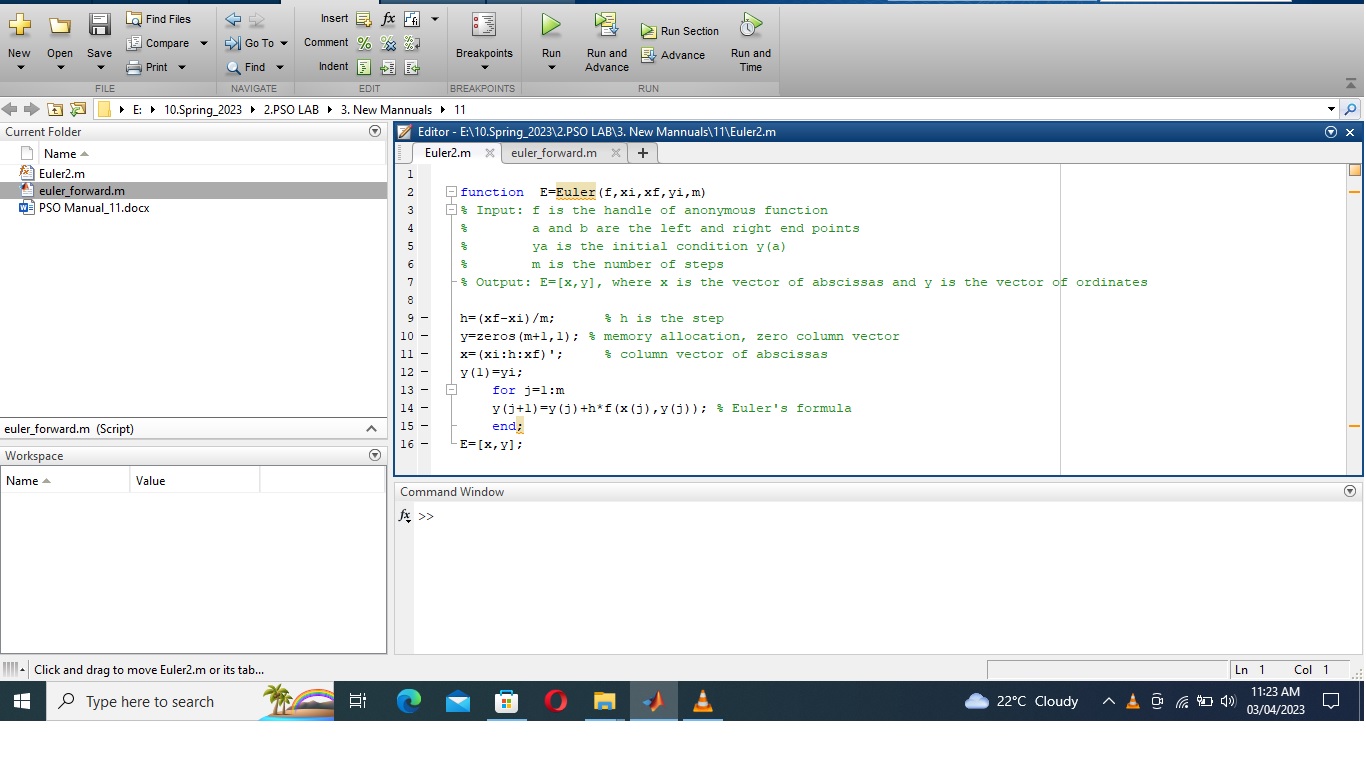 New
Open
Save
Find Files
Compare
Print
FILE
Go To
Find
NAVIGATE
Insert
fx
Comment
Indent
EDIT
Breakpoints
BREAKPOINTS
Run
Run and Advance
Run Section
Advance
Run and Time
RUN
E: 10.Spring_2023 2.PSO LAB 3. New Mannuals 11
Current Folder
Name
Euler2.m
euler_forward.m
PSO Manual_11.docx
euler_forward.m (Script)
Workspace
Name Value
Editor - E:\10.Spring_2023\2.PSO LAB\3. New Mannuals\11\Euler2.m
Euler2.m euler_forward.m +
1
2 function E=Euler(f,xi,xf,yi,m)
3 % Input: f is the handle of anonymous function
4 % a and b are the left and right end points
5 % ya is the initial condition y(a)
6 % m is the number of steps
7 % Output: E=[x,y], where x is the vector of abscissas and y is the vector of ordinates
8
9 – h=(xf-xi)/m; % h is the step
10 – y=zeros(m+1,1); % memory allocation, zero column vector
11 – x=(xi:h:xf)'; % column vector of abscissas
12 – y(1)=yi;
13 – for j=1:m
14 – y(j+1)=y(j)+h*f(x(j),y(j)); % Euler's formula
15 – end;
16 – E=[x,y];
Command Window
fx >>
Click and drag to move Euler2.m or its tab...
Ln 1 Col 1
Type here to search
22°C Cloudy
11:23 AM
03/04/2023